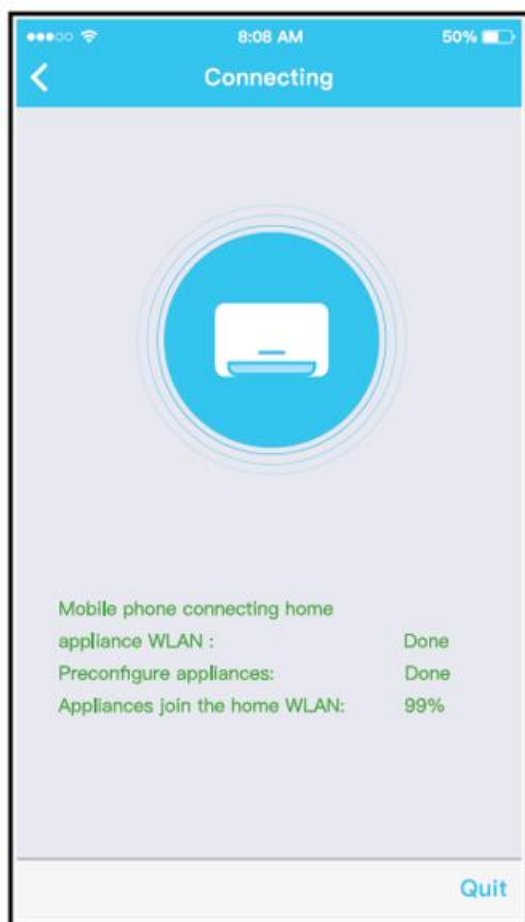 8:08 AM 50%
Connecting
Mobile phone connecting home
appliance WLAN : Done
Preconfigure appliances: Done
Appliances join the home WLAN: 99%
Quit